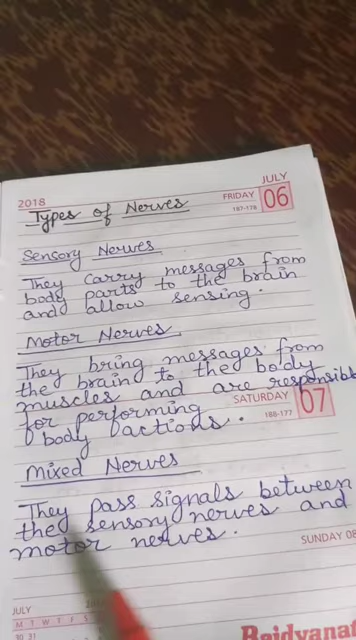 JULY
2018
FRIDAY 06
187-178
Types of Nerves
Sensory Nerves
They carry messages from
body parts to the brain
and allow sensing.
Motor Nerves
They bring messages from
the brain to the body
muscles and are responsible
for performing
body actions.
SATURDAY 07
188-177
Mixed Nerves
They pass signals between
the sensory nerves and
motor nerves.
SUNDAY 08
JULY
M T W T F S
30 31
Baidyanat